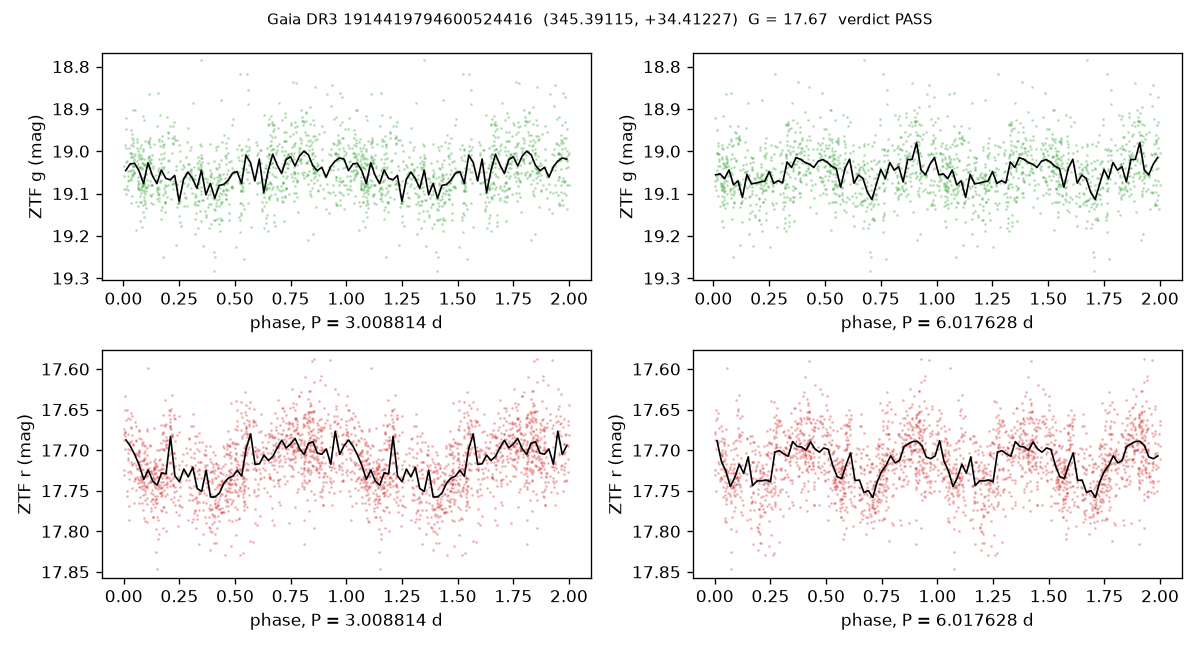 Gaia DR3 1914419794600524416 (345.39115, +34.41227) G = 17.67 verdict PASS
ZTF g (mag)
18.8
18.9
19.0
19.1
19.2
19.3
0.00 0.25 0.50 0.75 1.00 1.25 1.50 1.75 2.00
phase, P = 3.008814 d
ZTF g (mag)
18.8
18.9
19.0
19.1
19.2
19.3
0.00 0.25 0.50 0.75 1.00 1.25 1.50 1.75 2.00
phase, P = 6.017628 d
ZTF r (mag)
17.60
17.65
17.70
17.75
17.80
17.85
0.00 0.25 0.50 0.75 1.00 1.25 1.50 1.75 2.00
phase, P = 3.008814 d
ZTF r (mag)
17.60
17.65
17.70
17.75
17.80
17.85
0.00 0.25 0.50 0.75 1.00 1.25 1.50 1.75 2.00
phase, P = 6.017628 d